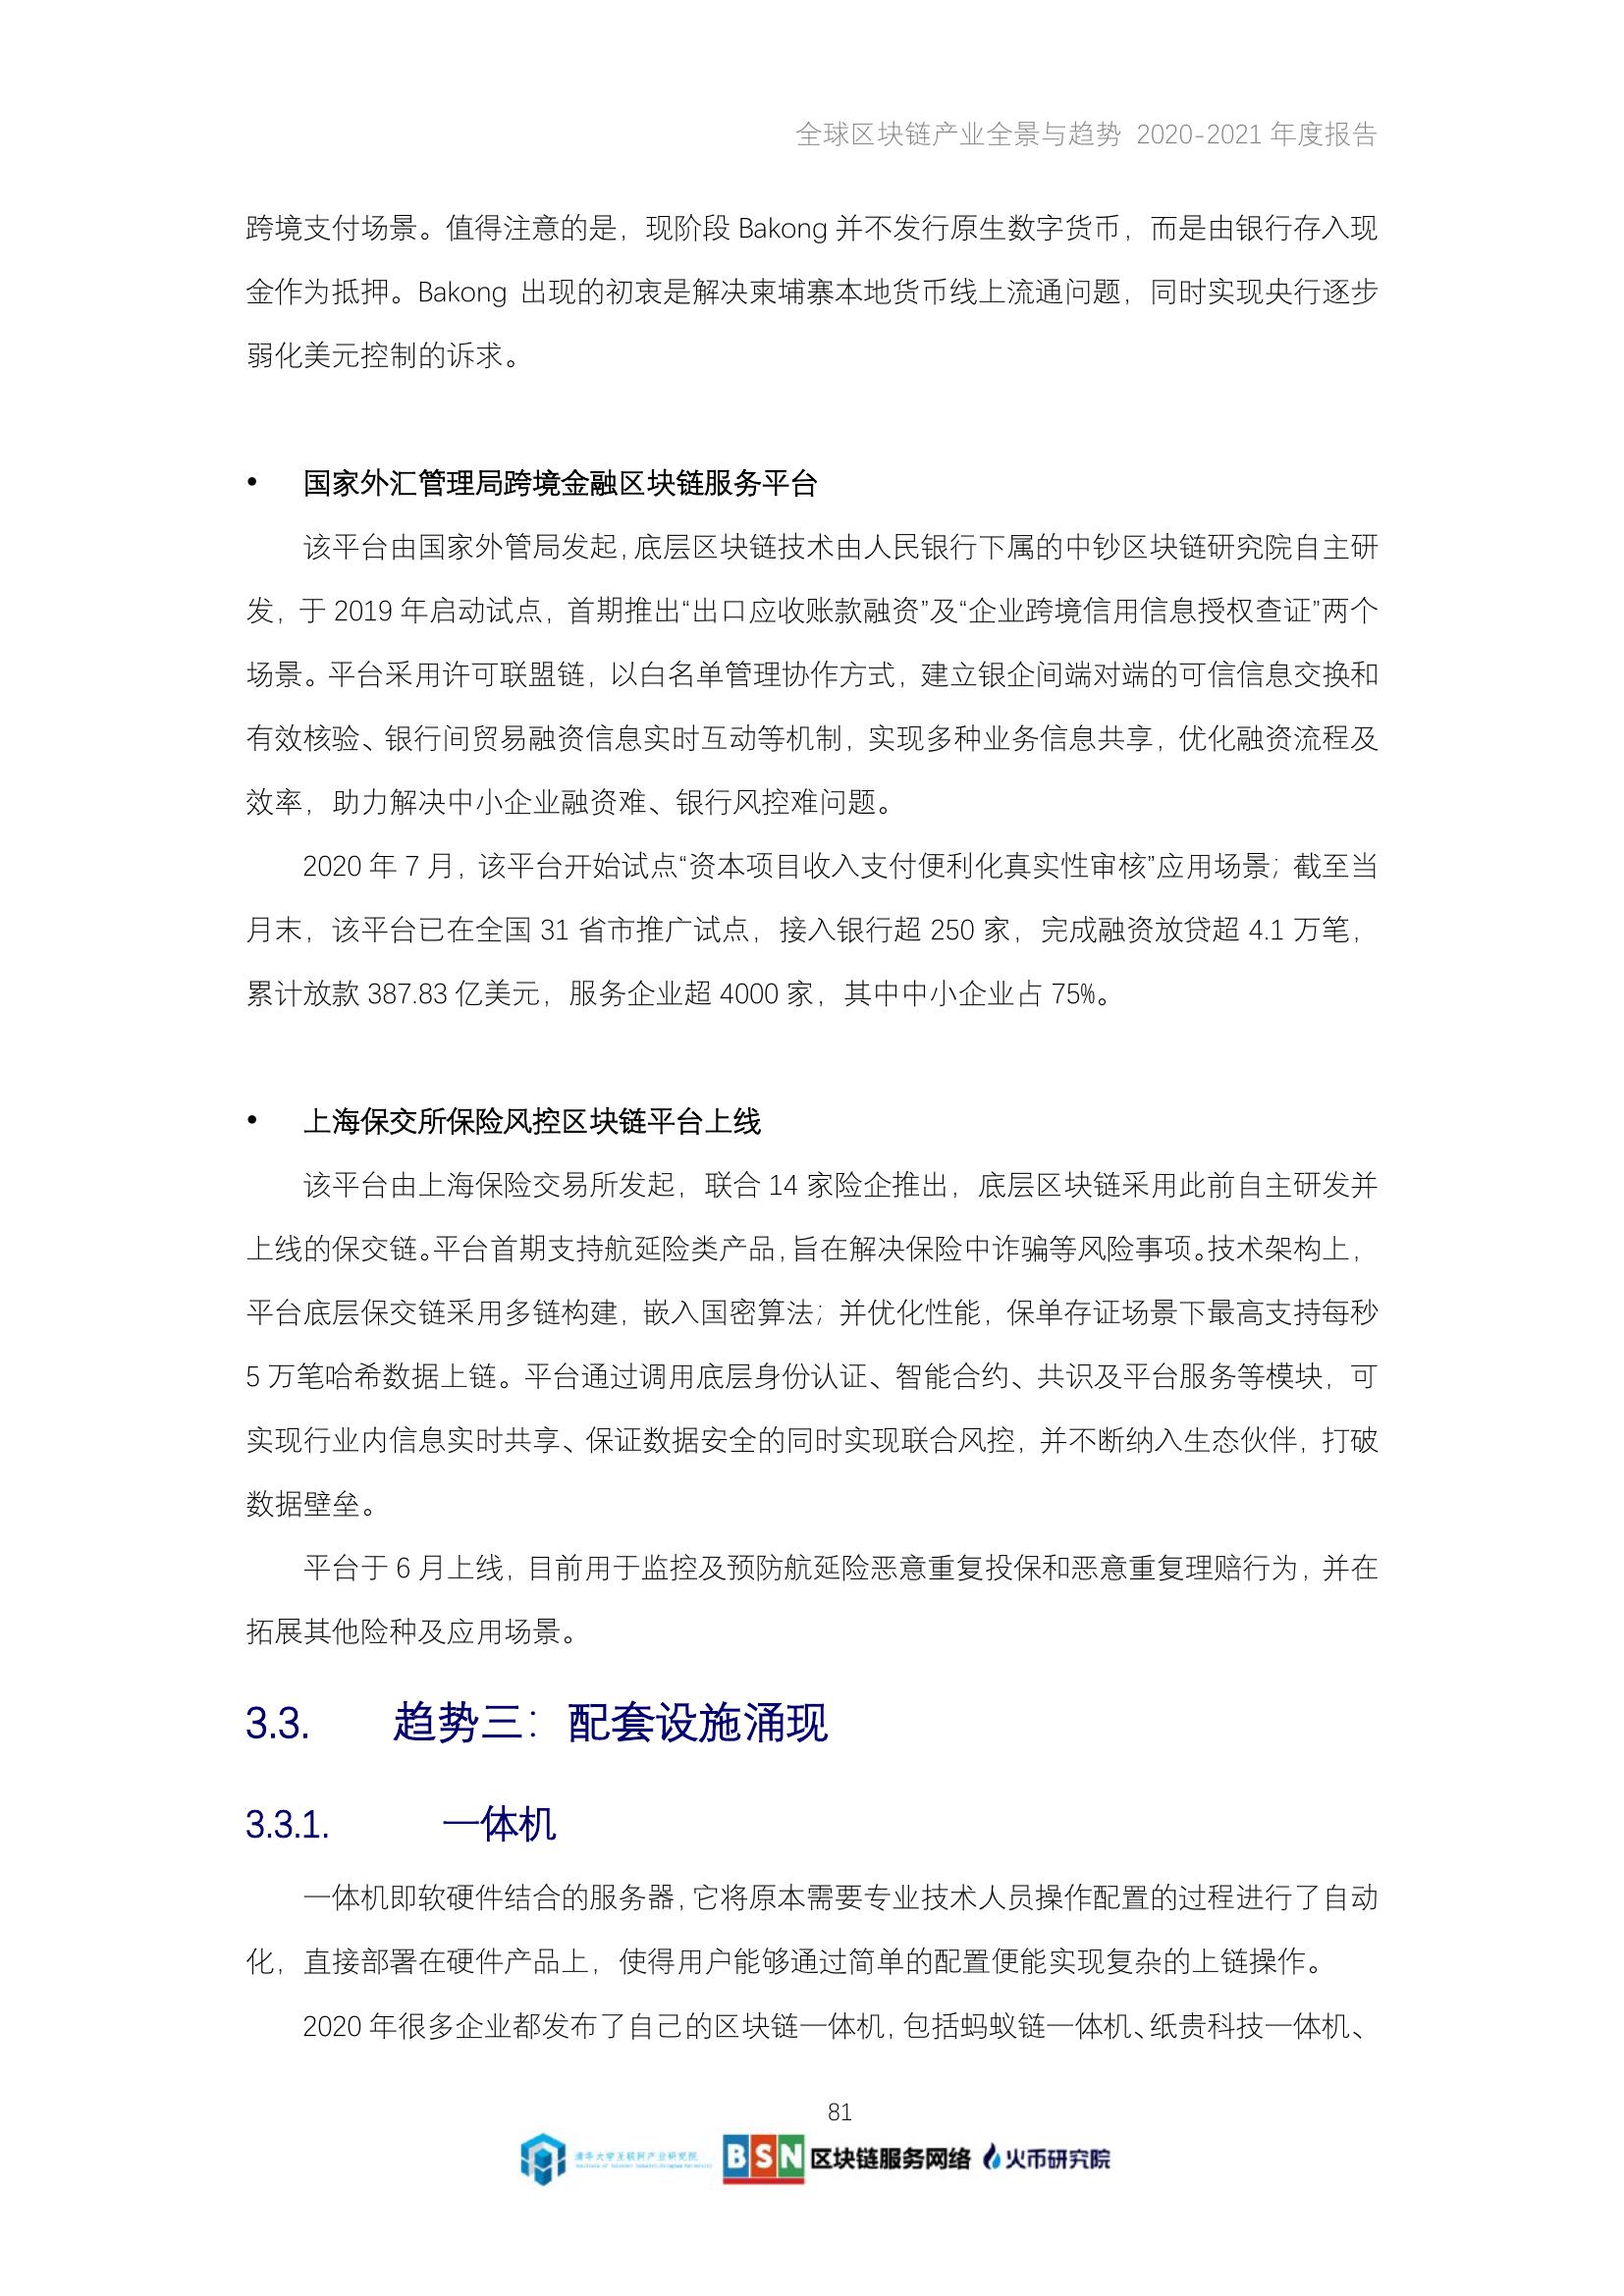 全球区块链产业全景与趋势 2020-2021 年度报告
跨境支付场景。值得注意的是，现阶段 Bakong 并不发行原生数字货币，而是由银行存入现
金作为抵押。Bakong 出现的初衷是解决柬埔寨本地货币线上流通问题，同时实现央行逐步
弱化美元控制的诉求。
• 国家外汇管理局跨境金融区块链服务平台
该平台由国家外管局发起，底层区块链技术由人民银行下属的中钞区块链研究院自主研
发，于 2019 年启动试点，首期推出“出口应收账款融资”及“企业跨境信用信息授权查证”两个
场景。平台采用许可联盟链，以白名单管理协作方式，建立银企间端对端的可信信息交换和
有效核验、银行间贸易融资信息实时互动等机制，实现多种业务信息共享，优化融资流程及
效率，助力解决中小企业融资难、银行风控难问题。
2020 年 7 月，该平台开始试点“资本项目收入支付便利化真实性审核”应用场景；截至当
月末，该平台已在全国 31 省市推广试点，接入银行超 250 家，完成融资放贷超 4.1 万笔，
累计放款 387.83 亿美元，服务企业超 4000 家，其中中小企业占 75%。
• 上海保交所保险风控区块链平台上线
该平台由上海保险交易所发起，联合 14 家险企推出，底层区块链采用此前自主研发并
上线的保交链。平台首期支持航延险类产品，旨在解决保险中诈骗等风险事项。技术架构上，
平台底层保交链采用多链构建，嵌入国密算法；并优化性能，保单存证场景下最高支持每秒
5 万笔哈希数据上链。平台通过调用底层身份认证、智能合约、共识及平台服务等模块，可
实现行业内信息实时共享、保证数据安全的同时实现联合风控，并不断纳入生态伙伴，打破
数据壁垒。
平台于 6 月上线，目前用于监控及预防航延险恶意重复投保和恶意重复理赔行为，并在
拓展其他险种及应用场景。
3.3. 趋势三：配套设施涌现
3.3.1. 一体机
一体机即软硬件结合的服务器，它将原本需要专业技术人员操作配置的过程进行了自动
化，直接部署在硬件产品上，使得用户能够通过简单的配置便能实现复杂的上链操作。
2020 年很多企业都发布了自己的区块链一体机，包括蚂蚁链一体机、纸贵科技一体机、
81
清华大学互联网产业研究院 BSN 区块链服务网络 火币研究院